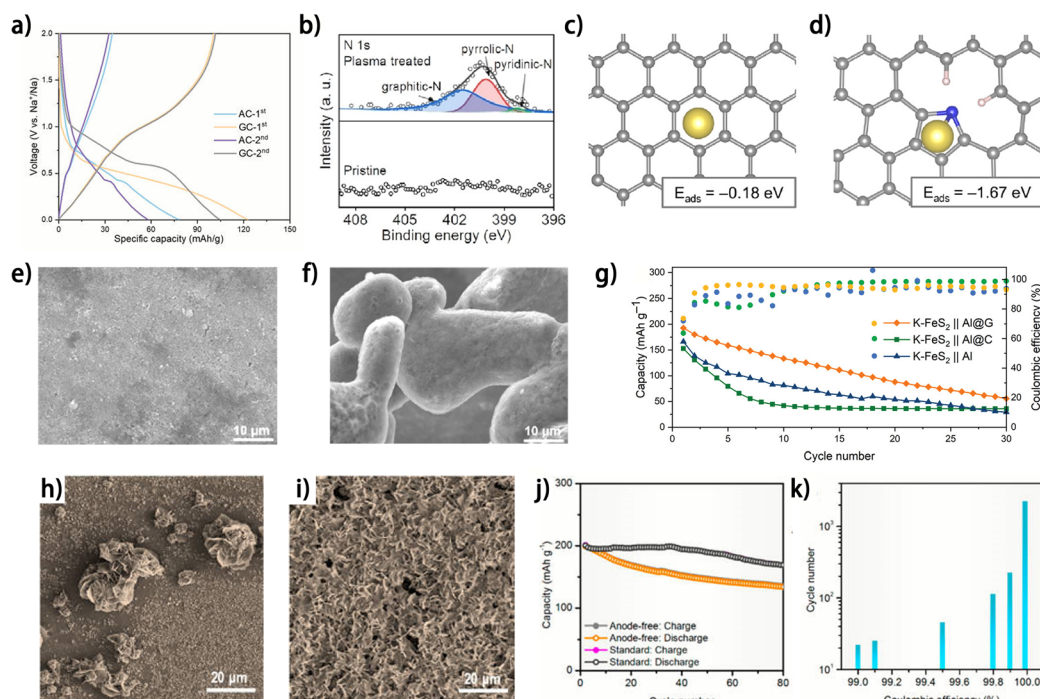 a)
2.0
1.5
1.0
0.5
0.0
0
30
60
90
120
150
Voltage (V vs. Na⁺/Na)
Specific capacity (mAh/g)
AC-1ˢᵗ
GC-1ˢᵗ
AC-2ⁿᵈ
GC-2ⁿᵈ
b)
N 1s
Plasma treated
pyrrolic-N
pyridinic-N
graphitic-N
Pristine
Intensity (a. u.)
408 405 402 399 396
Binding energy (eV)
c)
E_ads = −0.18 eV
d)
E_ads = −1.67 eV
e)
10 µm
f)
10 µm
g)
300
250
200
150
100
50
0
Capacity (mAh g⁻¹)
K-FeS₂ || Al@G
K-FeS₂ || Al@C
K-FeS₂ || Al
100
80
60
40
20
0
Coulombic efficiency (%)
0 5 10 15 20 25 30
Cycle number
h)
20 µm
i)
20 µm
j)
300
200
100
0
Capacity (mAh g⁻¹)
Anode-free: Charge
Anode-free: Discharge
Standard: Charge
Standard: Discharge
0 20 40 60 80
k)
10³
10²
10¹
Cycle number
99.0 99.2 99.4 99.6 99.8 100.0